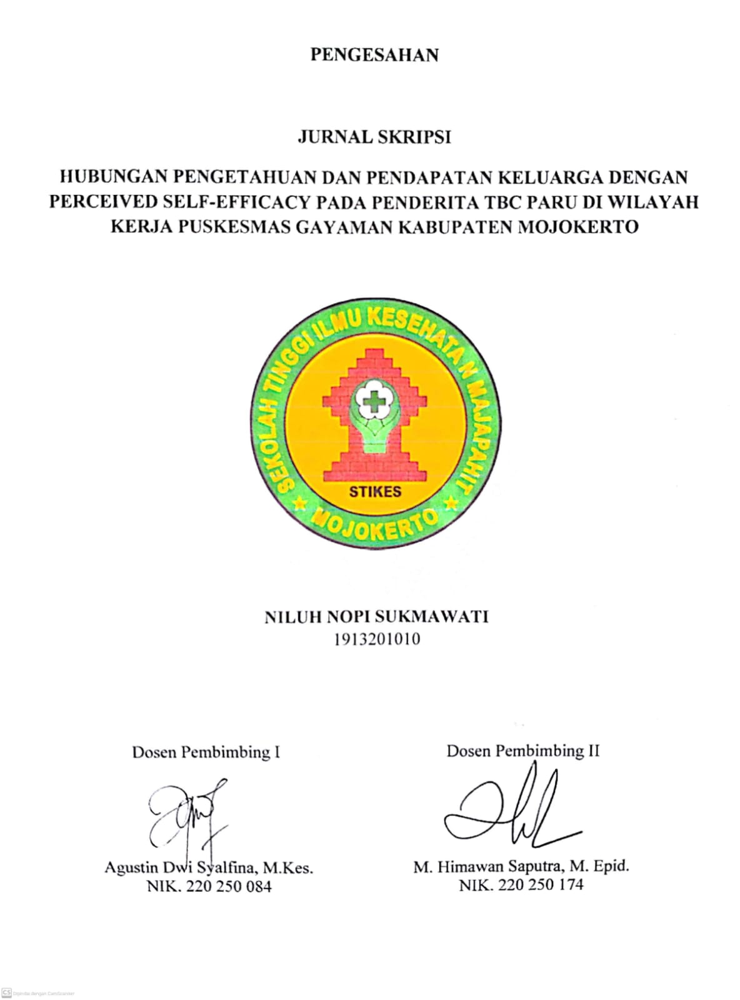 PENGESAHAN
JURNAL SKRIPSI
HUBUNGAN PENGETAHUAN DAN PENDAPATAN KELUARGA DENGAN
PERCEIVED SELF-EFFICACY PADA PENDERITA TBC PARU DI WILAYAH
KERJA PUSKESMAS GAYAMAN KABUPATEN MOJOKERTO
SEKOLAH TINGGI ILMU KESEHATA N MAJAPAHIT
STIKES
MOJOKERTO
NILUH NOPI SUKMAWATI
1913201010
Dosen Pembimbing I
Dosen Pembimbing II
Agustin Dwi Syalfina, M.Kes.
NIK. 220 250 084
M. Himawan Saputra, M. Epid.
NIK. 220 250 174
CS Dipindai dengan CamScanner